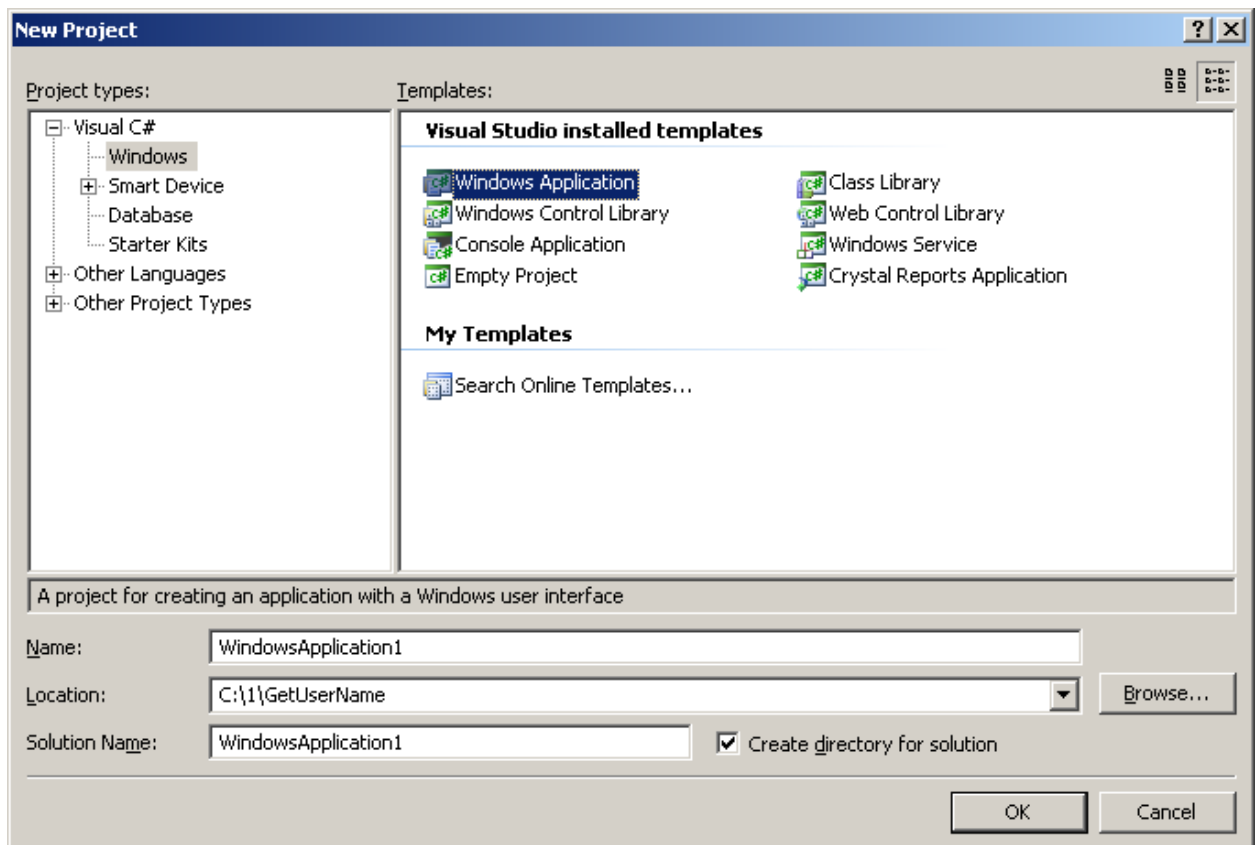 New Project
Project types:
Templates:
Visual C#
Windows
Smart Device
Database
Starter Kits
Other Languages
Other Project Types
Visual Studio installed templates
Windows Application
Class Library
Windows Control Library
Web Control Library
Console Application
Windows Service
Empty Project
Crystal Reports Application
My Templates
Search Online Templates...
A project for creating an application with a Windows user interface
Name:
WindowsApplication1
Location:
C:\1\GetUserName
Browse...
Solution Name:
WindowsApplication1
Create directory for solution
OK
Cancel